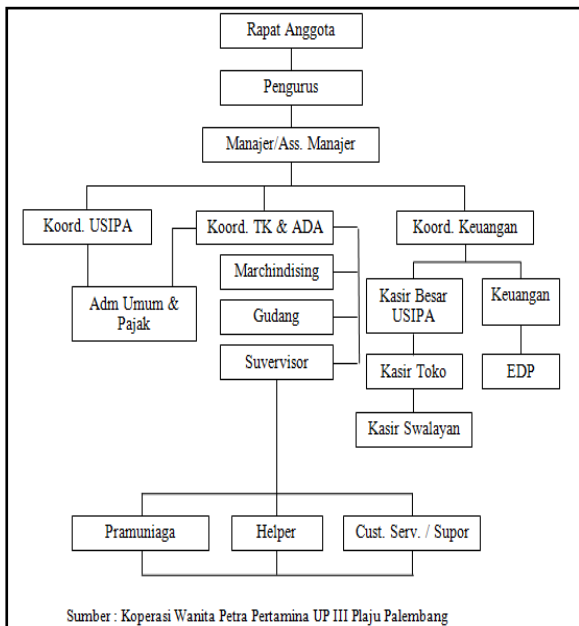 Rapat Anggota
Pengurus
Manajer/Ass. Manajer
Koord. USIPA
Koord. TK & ADA
Koord. Keuangan
Adm Umum &
Pajak
Marchindising
Gudang
Suvervisor
Kasir Besar
USIPA
Keuangan
Kasir Toko
EDP
Kasir Swalayan
Pramuniaga
Helper
Cust. Serv. / Supor
Sumber : Koperasi Wanita Petra Pertamina UP III Plaju Palembang